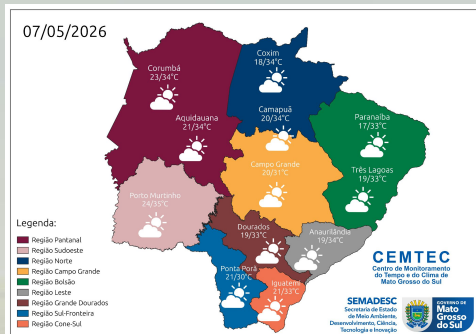 07/05/2026
Corumbá
23/34°C
Coxim
18/34°C
Aquidauana
21/34°C
Camapuã
20/34°C
Paranaíba
17/33°C
Campo Grande
20/31°C
Três Lagoas
19/33°C
Porto Murtinho
24/35°C
Dourados
19/33°C
Anaurilândia
19/34°C
Ponta Porã
21/30°C
Iguatemi
21/33°C
Legenda:
Região Pantanal
Região Sudoeste
Região Norte
Região Campo Grande
Região Bolsão
Região Leste
Região Grande Dourados
Região Sul-Fronteira
Região Cone-Sul
CEMTEC
Centro de Monitoramento
do Tempo e do Clima de
Mato Grosso do Sul
SEMADESC
Secretaria de Estado
de Meio Ambiente,
Desenvolvimento, Ciência,
Tecnologia e Inovação
GOVERNO DE
Mato
Grosso
do Sul